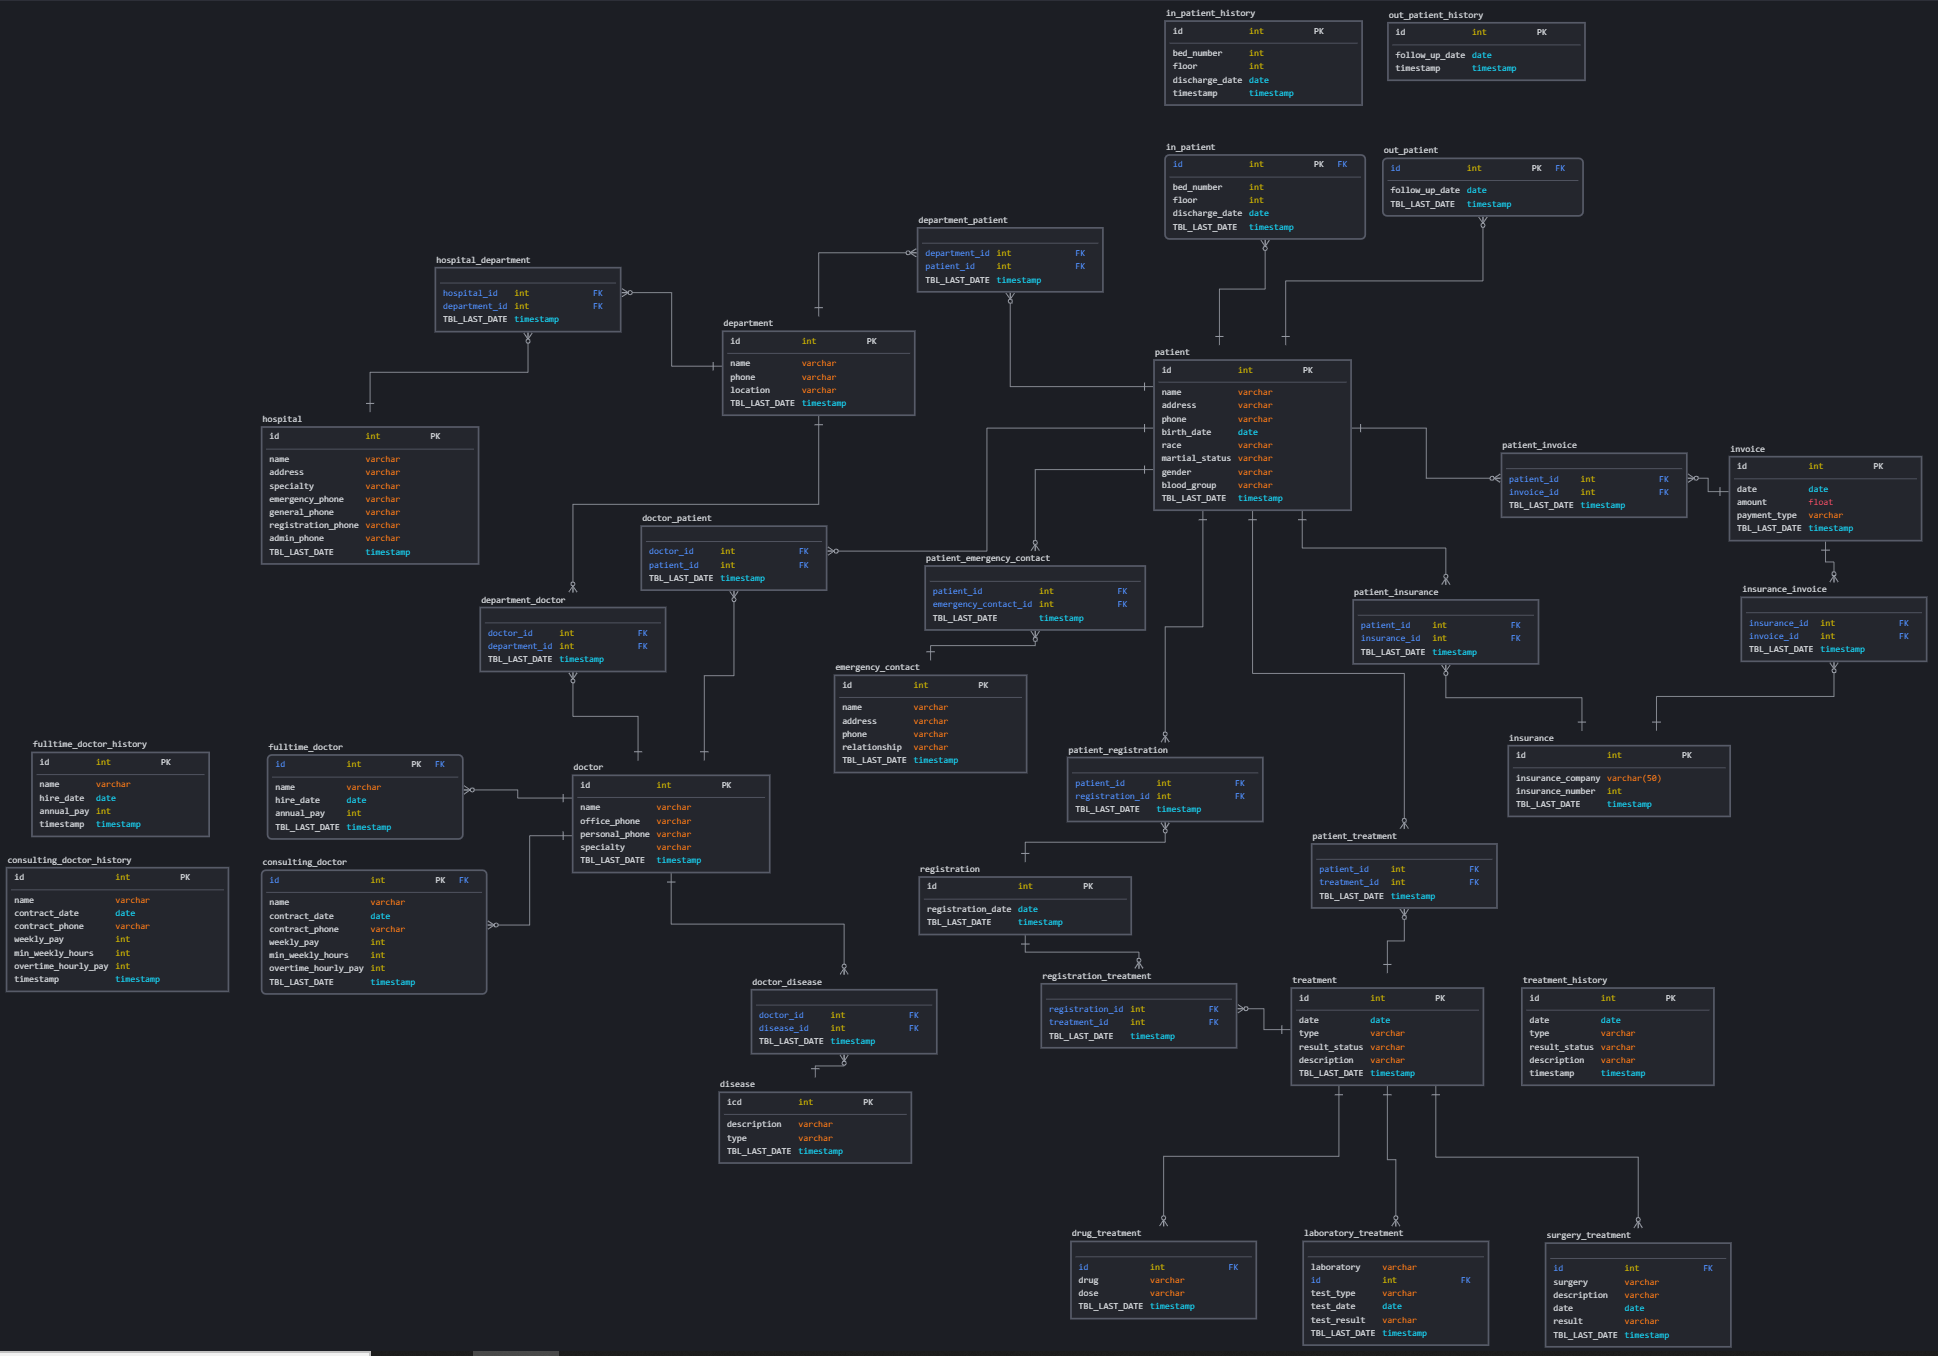 in_patient_history
id int PK
bed_number int
floor int
discharge_date date
timestamp timestamp
out_patient_history
id int PK
follow_up_date date
timestamp timestamp
in_patient
id int PK FK
bed_number int
floor int
discharge_date date
TBL_LAST_DATE timestamp
out_patient
id int PK FK
follow_up_date date
TBL_LAST_DATE timestamp
department_patient
department_id int FK
patient_id int FK
TBL_LAST_DATE timestamp
hospital_department
hospital_id int FK
department_id int FK
TBL_LAST_DATE timestamp
department
id int PK
name varchar
phone varchar
location varchar
TBL_LAST_DATE timestamp
patient
id int PK
name varchar
address varchar
phone varchar
birth_date date
race varchar
martial_status varchar
gender varchar
blood_group varchar
TBL_LAST_DATE timestamp
hospital
id int PK
name varchar
address varchar
specialty varchar
emergency_phone varchar
general_phone varchar
registration_phone varchar
admin_phone varchar
TBL_LAST_DATE timestamp
patient_invoice
patient_id int FK
invoice_id int FK
TBL_LAST_DATE timestamp
invoice
id int PK
date date
amount float
payment_type varchar
TBL_LAST_DATE timestamp
doctor_patient
doctor_id int FK
patient_id int FK
TBL_LAST_DATE timestamp
patient_emergency_contact
patient_id int FK
emergency_contact_id int FK
TBL_LAST_DATE timestamp
patient_insurance
patient_id int FK
insurance_id int FK
TBL_LAST_DATE timestamp
insurance_invoice
insurance_id int FK
invoice_id int FK
TBL_LAST_DATE timestamp
department_doctor
doctor_id int FK
department_id int FK
TBL_LAST_DATE timestamp
emergency_contact
id int PK
name varchar
address varchar
phone varchar
relationship varchar
TBL_LAST_DATE timestamp
fulltime_doctor_history
id int PK
name varchar
hire_date date
annual_pay int
timestamp timestamp
fulltime_doctor
id int PK FK
name varchar
hire_date date
annual_pay int
TBL_LAST_DATE timestamp
doctor
id int PK
name varchar
office_phone varchar
personal_phone varchar
specialty varchar
TBL_LAST_DATE timestamp
patient_registration
patient_id int FK
registration_id int FK
TBL_LAST_DATE timestamp
insurance
id int PK
insurance_company varchar(50)
insurance_number int
TBL_LAST_DATE timestamp
consulting_doctor_history
id int PK
name varchar
contract_date date
contract_phone varchar
weekly_pay int
min_weekly_hours int
overtime_hourly_pay int
timestamp timestamp
consulting_doctor
id int PK FK
name varchar
contract_date date
contract_phone varchar
weekly_pay int
min_weekly_hours int
overtime_hourly_pay int
TBL_LAST_DATE timestamp
registration
id int PK
registration_date date
TBL_LAST_DATE timestamp
patient_treatment
patient_id int FK
treatment_id int FK
TBL_LAST_DATE timestamp
doctor_disease
doctor_id int FK
disease_id int FK
TBL_LAST_DATE timestamp
registration_treatment
registration_id int FK
treatment_id int FK
TBL_LAST_DATE timestamp
treatment
id int PK
date date
type varchar
result_status varchar
description varchar
TBL_LAST_DATE timestamp
treatment_history
id int PK
date date
type varchar
result_status varchar
description varchar
timestamp timestamp
disease
icd int PK
description varchar
type varchar
TBL_LAST_DATE timestamp
drug_treatment
id int FK
drug varchar
dose varchar
TBL_LAST_DATE timestamp
laboratory_treatment
laboratory varchar
id int FK
test_type varchar
test_date date
test_result varchar
TBL_LAST_DATE timestamp
surgery_treatment
id int FK
surgery varchar
description varchar
date date
result varchar
TBL_LAST_DATE timestamp